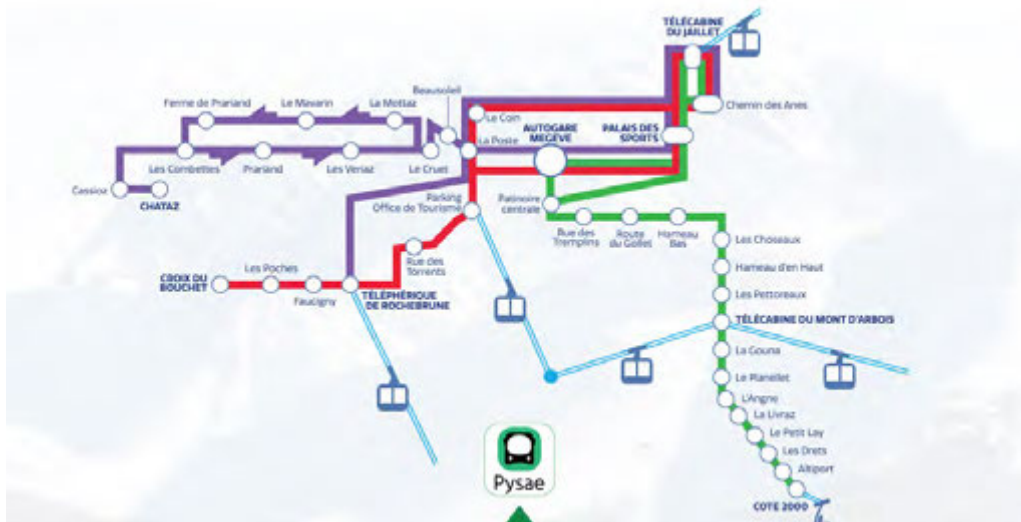 TÉLÉCABINE
DU JAILLET
Beausoleil
Ferme de Prariand
Le Mavarin
La Mottaz
Chemin des Anes
Le Coin
AUTOGARE
MEGÈVE
PALAIS DES
SPORTS
La Poste
Les Combettes
Prariand
Les Veriaz
Le Cruet
Cassioz
CHATAZ
Parking
Office de Tourisme
Patinoire
centrale
Rue des
Tremplins
Route
du Gollet
Hameau
Bas
Les Choseaux
Rue des
Torrents
Hameau d'en Haut
Les Poches
CROIX DU
BOUCHET
Faucigny
TÉLÉPHÉRIQUE
DE ROCHEBRUNE
Les Pettoreaux
TÉLÉCABINE DU MONT D'ARBOIS
La Gouna
Le Planellet
L'Angne
La Livraz
Le Petit Lay
Les Drets
Altiport
COTE 2000
Pysae